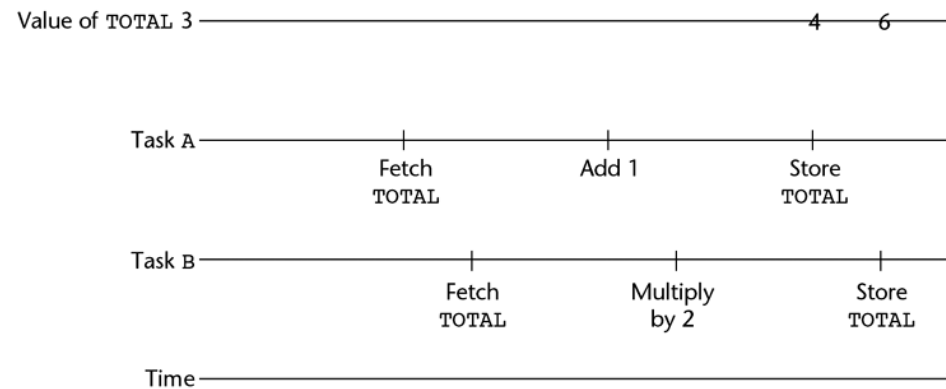 Value of TOTAL 3 4 6
Task A
Fetch Add 1 Store
TOTAL TOTAL
Task B
Fetch Multiply Store
TOTAL by 2 TOTAL
Time